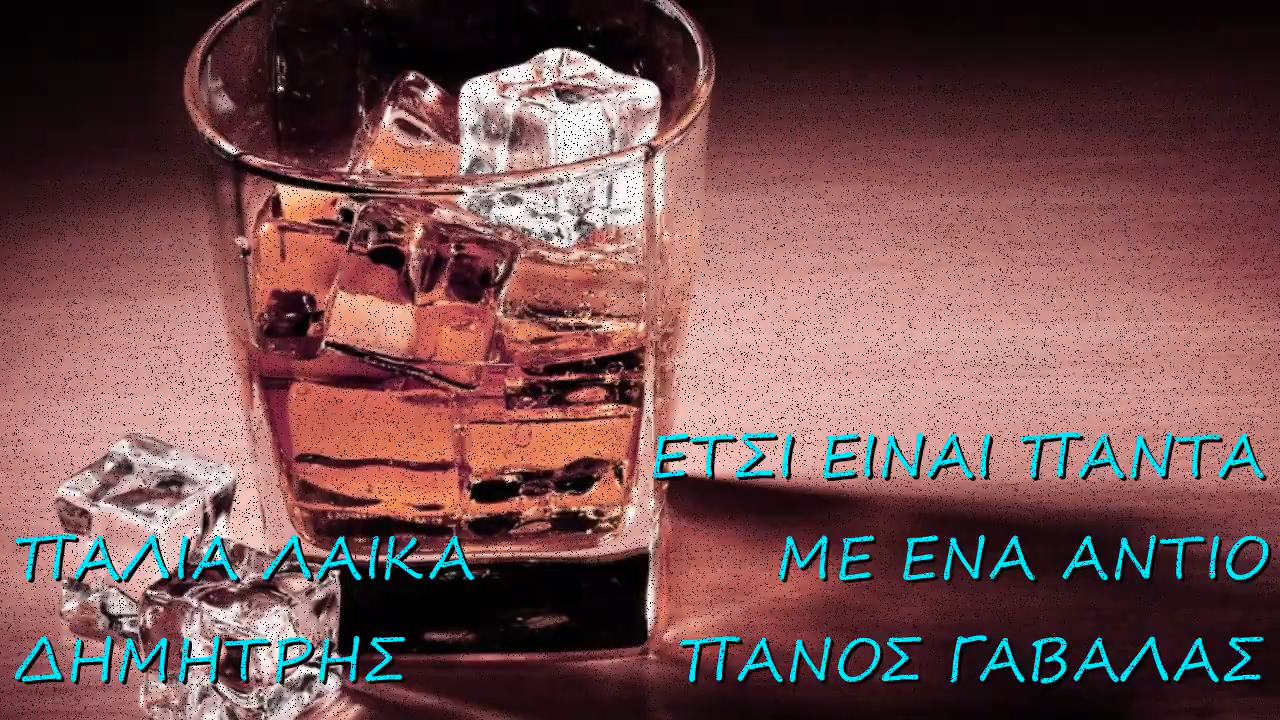 ΕΤΣΙ ΕΙΝΑΙ ΠΑΝΤΑ
ΠΑΛΙΑ ΛΑΙΚΑ
ΜΕ ΕΝΑ ΑΝΤΙΟ
ΔΗΜΗΤΡΗΣ
ΠΑΝΟΣ ΓΑΒΑΛΑΣ